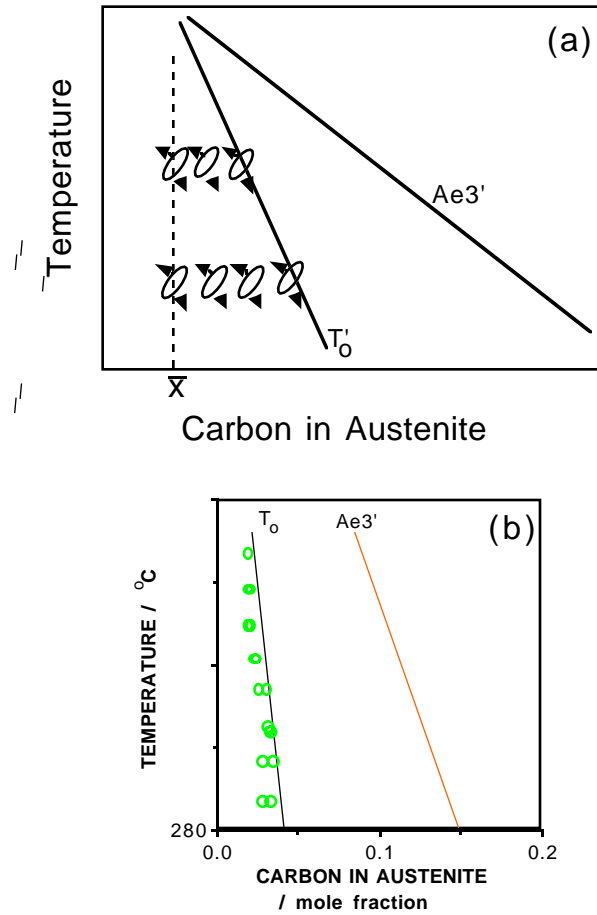 (a)
Temperature
Ae3'
T'o
x̄
Carbon in Austenite
(b)
To
Ae3'
TEMPERATURE / oC
280
0.0 0.1 0.2
CARBON IN AUSTENITE
/ mole fraction